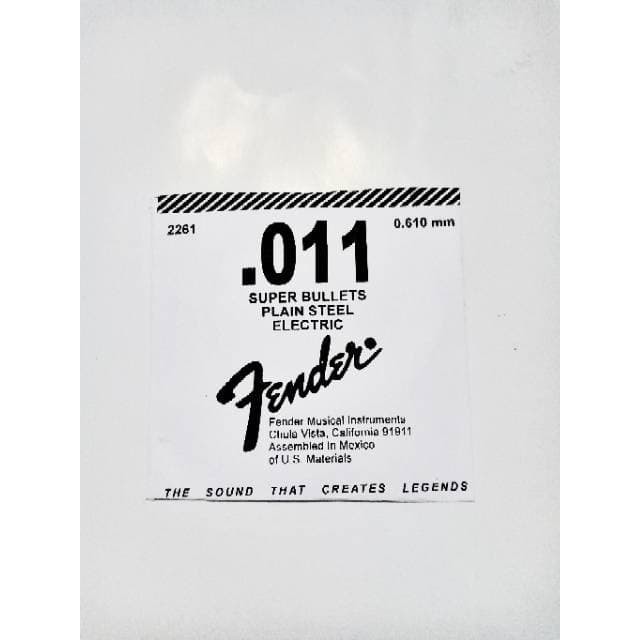 2261
.011
0.610 mm
SUPER BULLETS
PLAIN STEEL
ELECTRIC
Fender
Fender Musical Instruments
Chula Vista, California 91911
Assembled in Mexico
of U.S. Materials
THE SOUND THAT CREATES LEGENDS